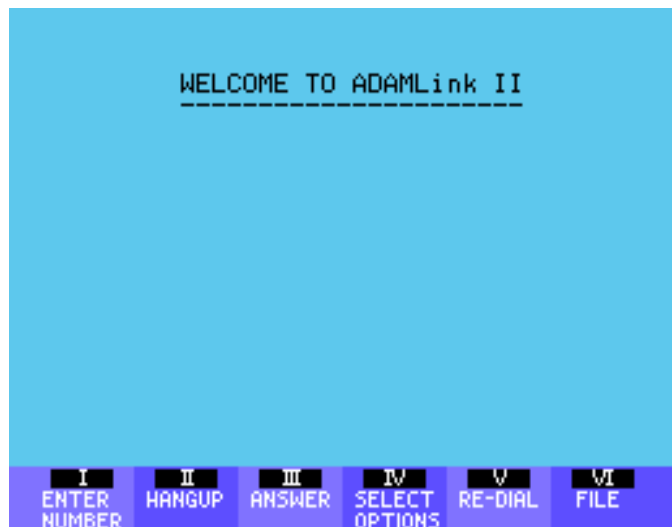 WELCOME TO ADAMLink II
I II III IV V VI
ENTER HANGUP ANSWER SELECT RE-DIAL FILE
NUMBER OPTIONS